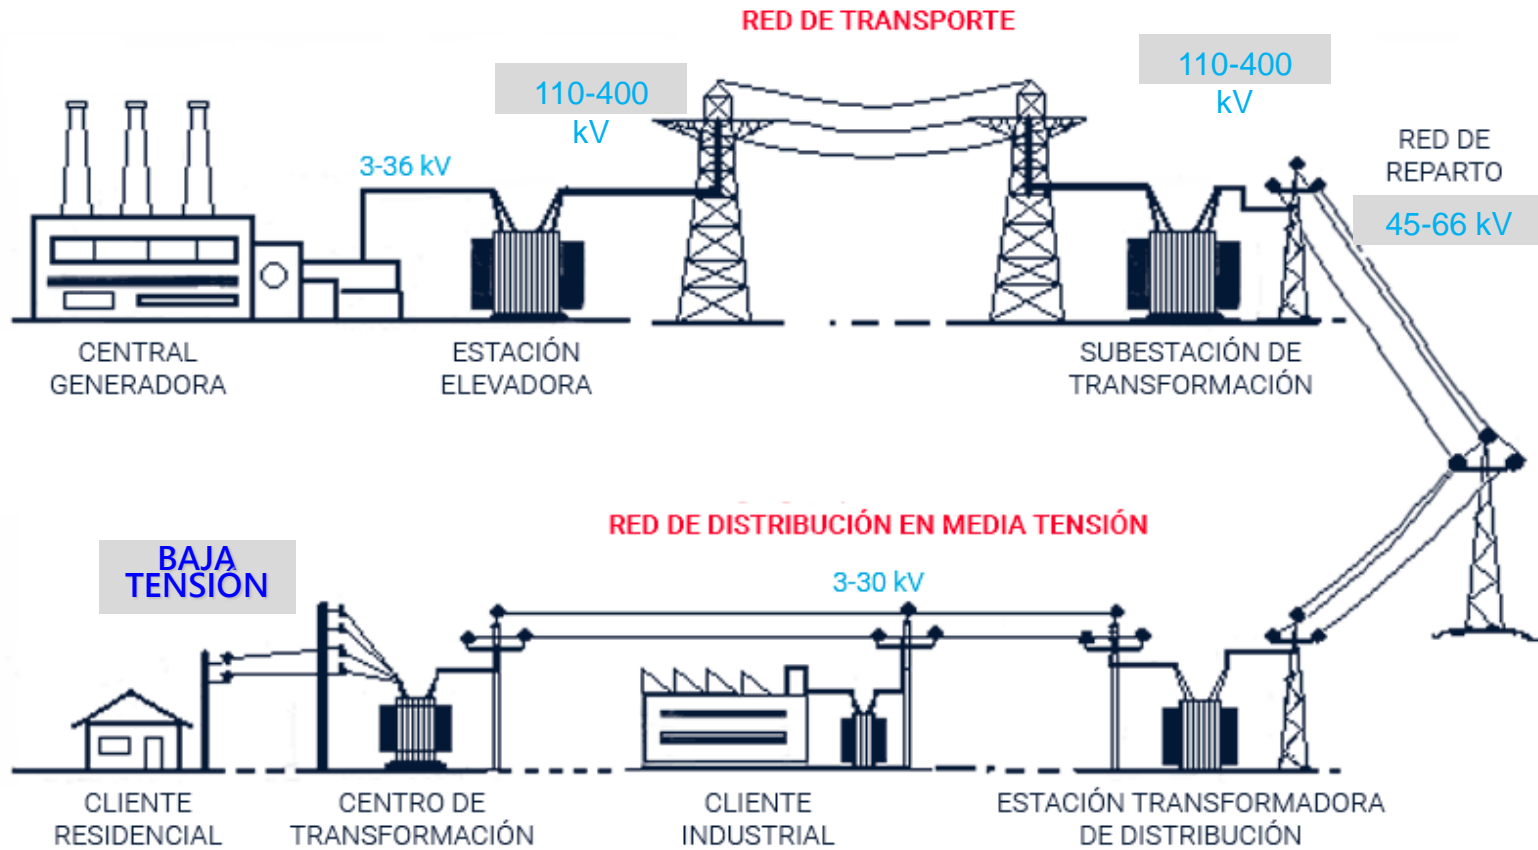 RED DE TRANSPORTE
110-400
kV
110-400
kV
3-36 kV
RED DE
REPARTO
45-66 kV
CENTRAL
GENERADORA
ESTACIÓN
ELEVADORA
SUBESTACIÓN DE
TRANSFORMACIÓN
RED DE DISTRIBUCIÓN EN MEDIA TENSIÓN
BAJA
TENSIÓN
3-30 kV
CLIENTE
RESIDENCIAL
CENTRO DE
TRANSFORMACIÓN
CLIENTE
INDUSTRIAL
ESTACIÓN TRANSFORMADORA
DE DISTRIBUCIÓN